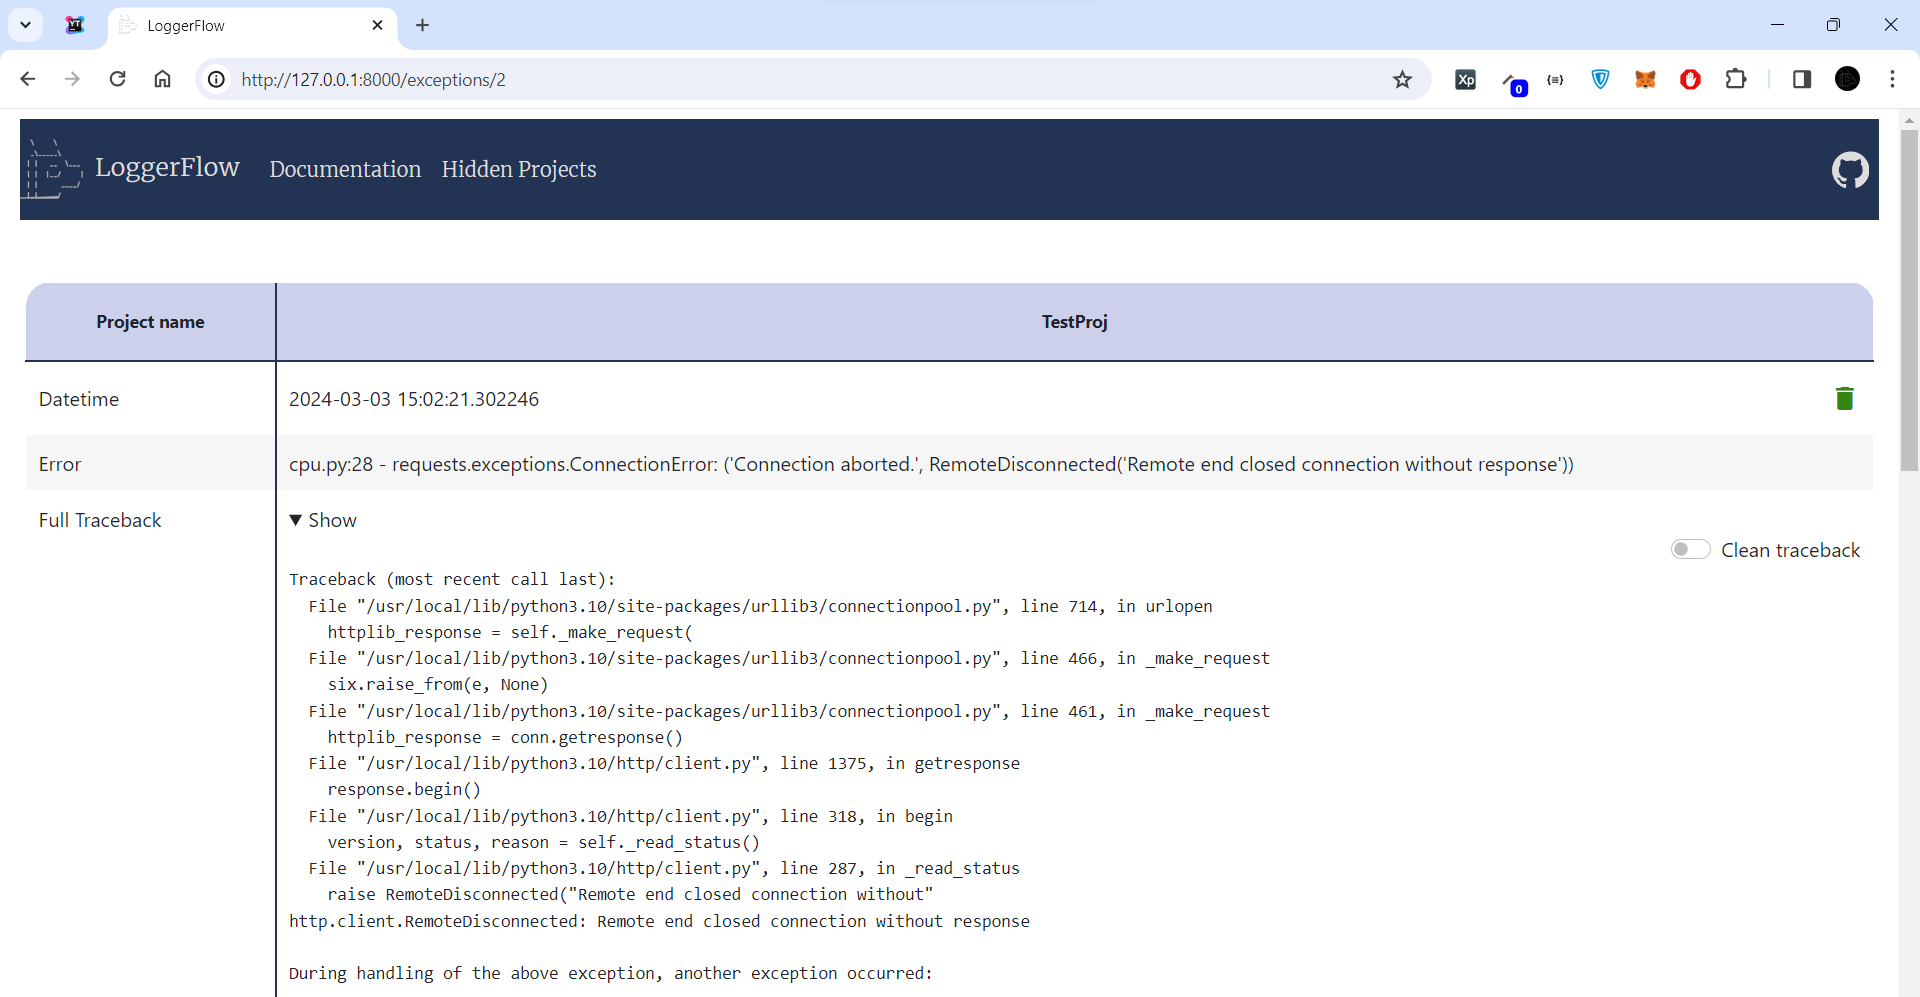 YT
LoggerFlow
http://127.0.0.1:8000/exceptions/2
Xp
0
LoggerFlow
Documentation
Hidden Projects
Project name
TestProj
Datetime
2024-03-03 15:02:21.302246
Error
cpu.py:28 - requests.exceptions.ConnectionError: ('Connection aborted.', RemoteDisconnected('Remote end closed connection without response'))
Full Traceback
▼ Show
Clean traceback
Traceback (most recent call last):
  File "/usr/local/lib/python3.10/site-packages/urllib3/connectionpool.py", line 714, in urlopen
    httplib_response = self._make_request(
  File "/usr/local/lib/python3.10/site-packages/urllib3/connectionpool.py", line 466, in _make_request
    six.raise_from(e, None)
  File "/usr/local/lib/python3.10/site-packages/urllib3/connectionpool.py", line 461, in _make_request
    httplib_response = conn.getresponse()
  File "/usr/local/lib/python3.10/http/client.py", line 1375, in getresponse
    response.begin()
  File "/usr/local/lib/python3.10/http/client.py", line 318, in begin
    version, status, reason = self._read_status()
  File "/usr/local/lib/python3.10/http/client.py", line 287, in _read_status
    raise RemoteDisconnected("Remote end closed connection without"
http.client.RemoteDisconnected: Remote end closed connection without response
During handling of the above exception, another exception occurred: